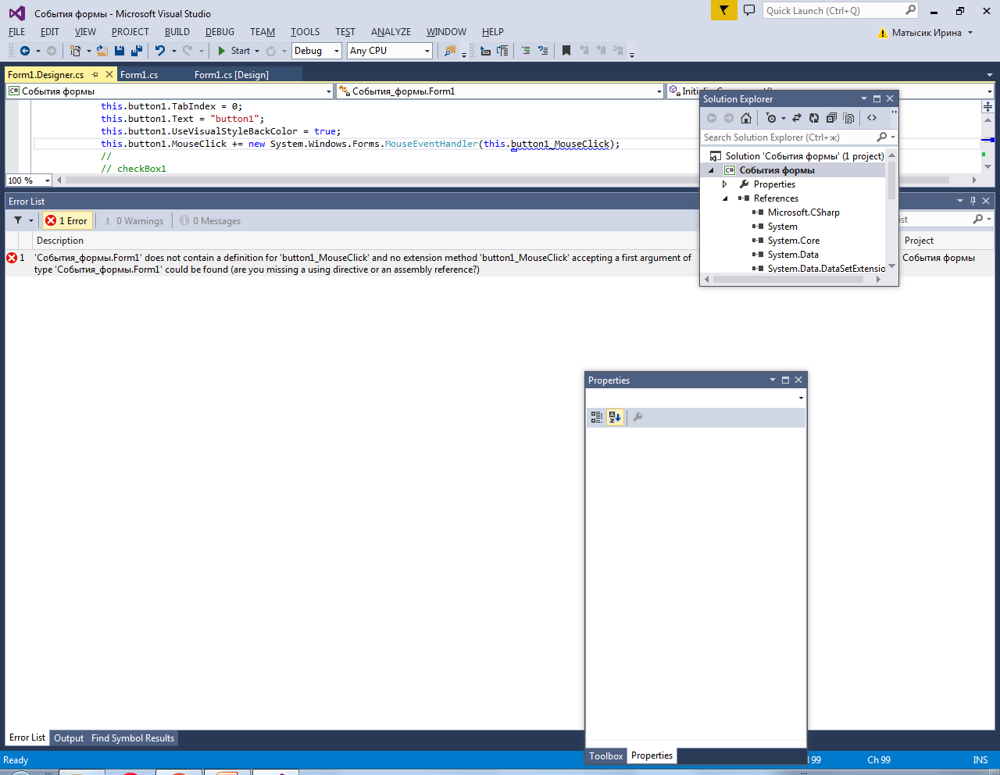 События формы - Microsoft Visual Studio
Quick Launch (Ctrl+Q)
FILE EDIT VIEW PROJECT BUILD DEBUG TEAM TOOLS TEST ANALYZE WINDOW HELP
Матысик Ирина
Start Debug Any CPU
Form1.Designer.cs Form1.cs Form1.cs [Design]
C# События формы События_формы.Form1
this.button1.TabIndex = 0;
this.button1.Text = "button1";
this.button1.UseVisualStyleBackColor = true;
this.button1.MouseClick += new System.Windows.Forms.MouseEventHandler(this.button1_MouseClick);
//
// checkBox1
100 %
Solution Explorer
Search Solution Explorer (Ctrl+ж)
Solution 'События формы' (1 project)
C# События формы
Properties
References
Microsoft.CSharp
System
System.Core
System.Data
System.Data.DataSetExtensio
Error List
1 Error 0 Warnings 0 Messages
Description Project
1 'События_формы.Form1' does not contain a definition for 'button1_MouseClick' and no extension method 'button1_MouseClick' accepting a first argument of События формы
type 'События_формы.Form1' could be found (are you missing a using directive or an assembly reference?)
Properties
Toolbox Properties
Error List Output Find Symbol Results
Ready Ch 99 INS